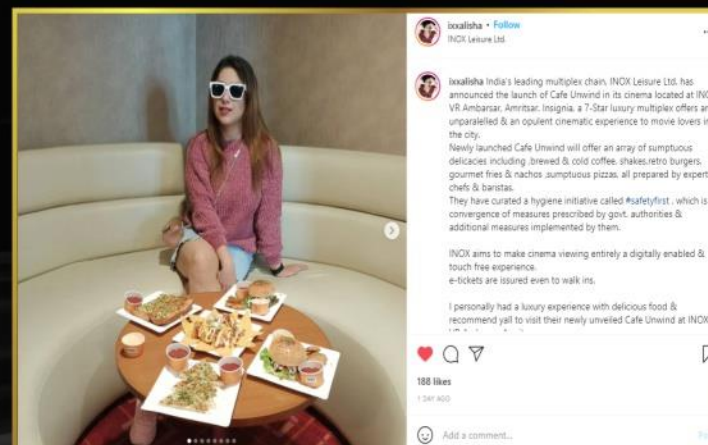 ixxalisha • Follow
INOX Leisure Ltd.
ixxalisha India's leading multiplex chain, INOX Leisure Ltd. has
announced the launch of Cafe Unwind in its cinema located at
VR Ambarsar, Amritsar. Insignia, a 7-Star luxury multiplex offers
unparalelled & an opulent cinematic experience to movie lovers
the city.
Newly launched Cafe Unwind will offer an array of sumptuous
delicacies including ,brewed & cold coffee, shakes,retro burgers,
gourmet fries & nachos ,sumptuous pizzas, all prepared by expert
chefs & baristas.
They have curated a hygiene initiative called #safetyfirst , which is
convergence of measures prescribed by govt. authorities &
additional measures implemented by them.
INOX aims to make cinema viewing entirely a digitally enabled &
touch free experience.
e-tickets are issured even to walk ins.
I personally had a luxury experience with delicious food &
recommend yall to visit their newly unveiled Cafe Unwind at INOX
188 likes
1 DAY AGO
Add a comment...